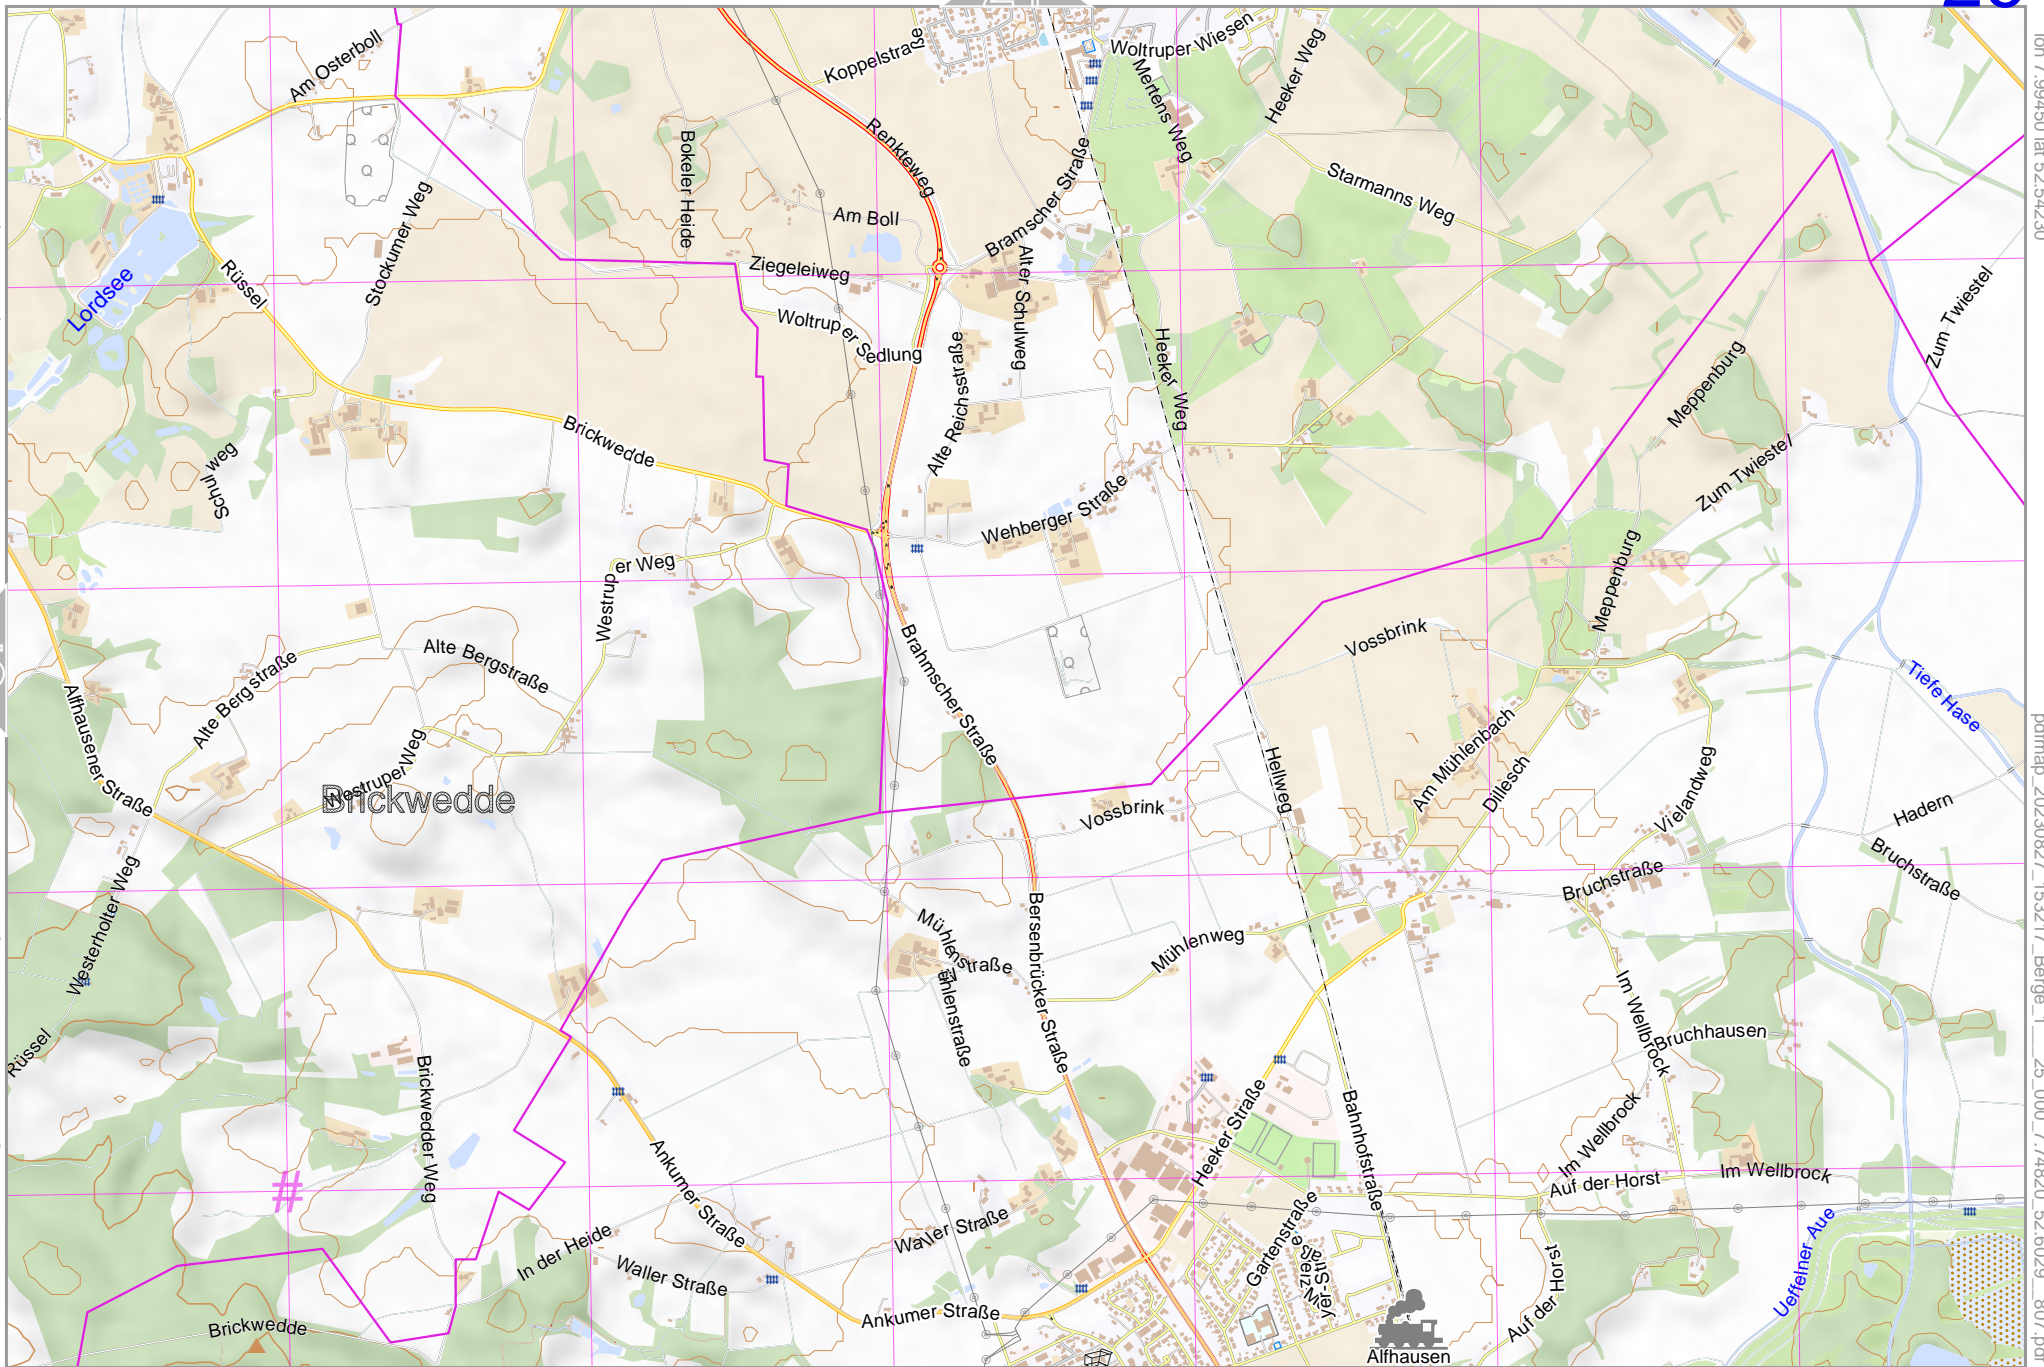 Am Osterboll
Koppelstraße
Woltruper Wiesen
Heeker Weg
Mertens Weg
Renkteweg
Bokeler Heide
Bramscher Straße
Starmanns Weg
Stockumer Weg
Am Boll
Ziegeleiweg
Alter Schulweg
Lordsee
Rüssel
Woltruper Siedlung
Zum Twiestel
Heeker Weg
Alte Reichsstraße
Meppenburg
Brickwedde
Schulweg
Zum Twiestel
Wehberger Straße
Westruper Weg
Meppenburg
Vossbrink
Alte Bergstraße
Alte Bergstraße
Brahmscher Straße
Tiefe Hase
Alfhausener Straße
Westruper Weg
Brickwedde
Hellweg
Am Mühlenbach
Dillesch
Vielandweg
Vossbrink
Hadern
Bruchstraße
Bruchstraße
Westerholter Weg
Mühlenstraße
Mühlenweg
Bersenbrücker Straße
Im Wellbrock
Bruchhausen
Rüssel
Brickwedder Weg
Heeker Straße
Bahnhofstraße
Im Wellbrock
Ankumer Straße
Auf der Horst
Im Wellbrock
#
In der Heide
Waller Straße
Waller Straße
Gartenstraße
Auf der Horst
Ueffelner Aue
Ankumer Straße
Brickwedde
Alfhausen